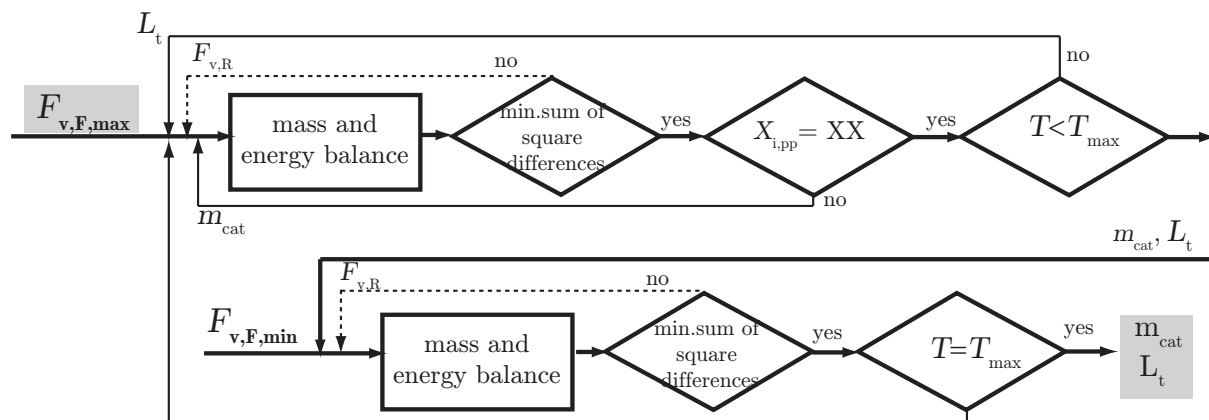 L_t
F_v,R
no
no
F_v,F,max
mass and
energy balance
min.sum of
square
differences
yes
X_i,pp = XX
yes
T<T_max
m_cat
no
m_cat, L_t
F_v,R
no
F_v,F,min
mass and
energy balance
min.sum of
square
differences
yes
T=T_max
yes
m_cat
L_t